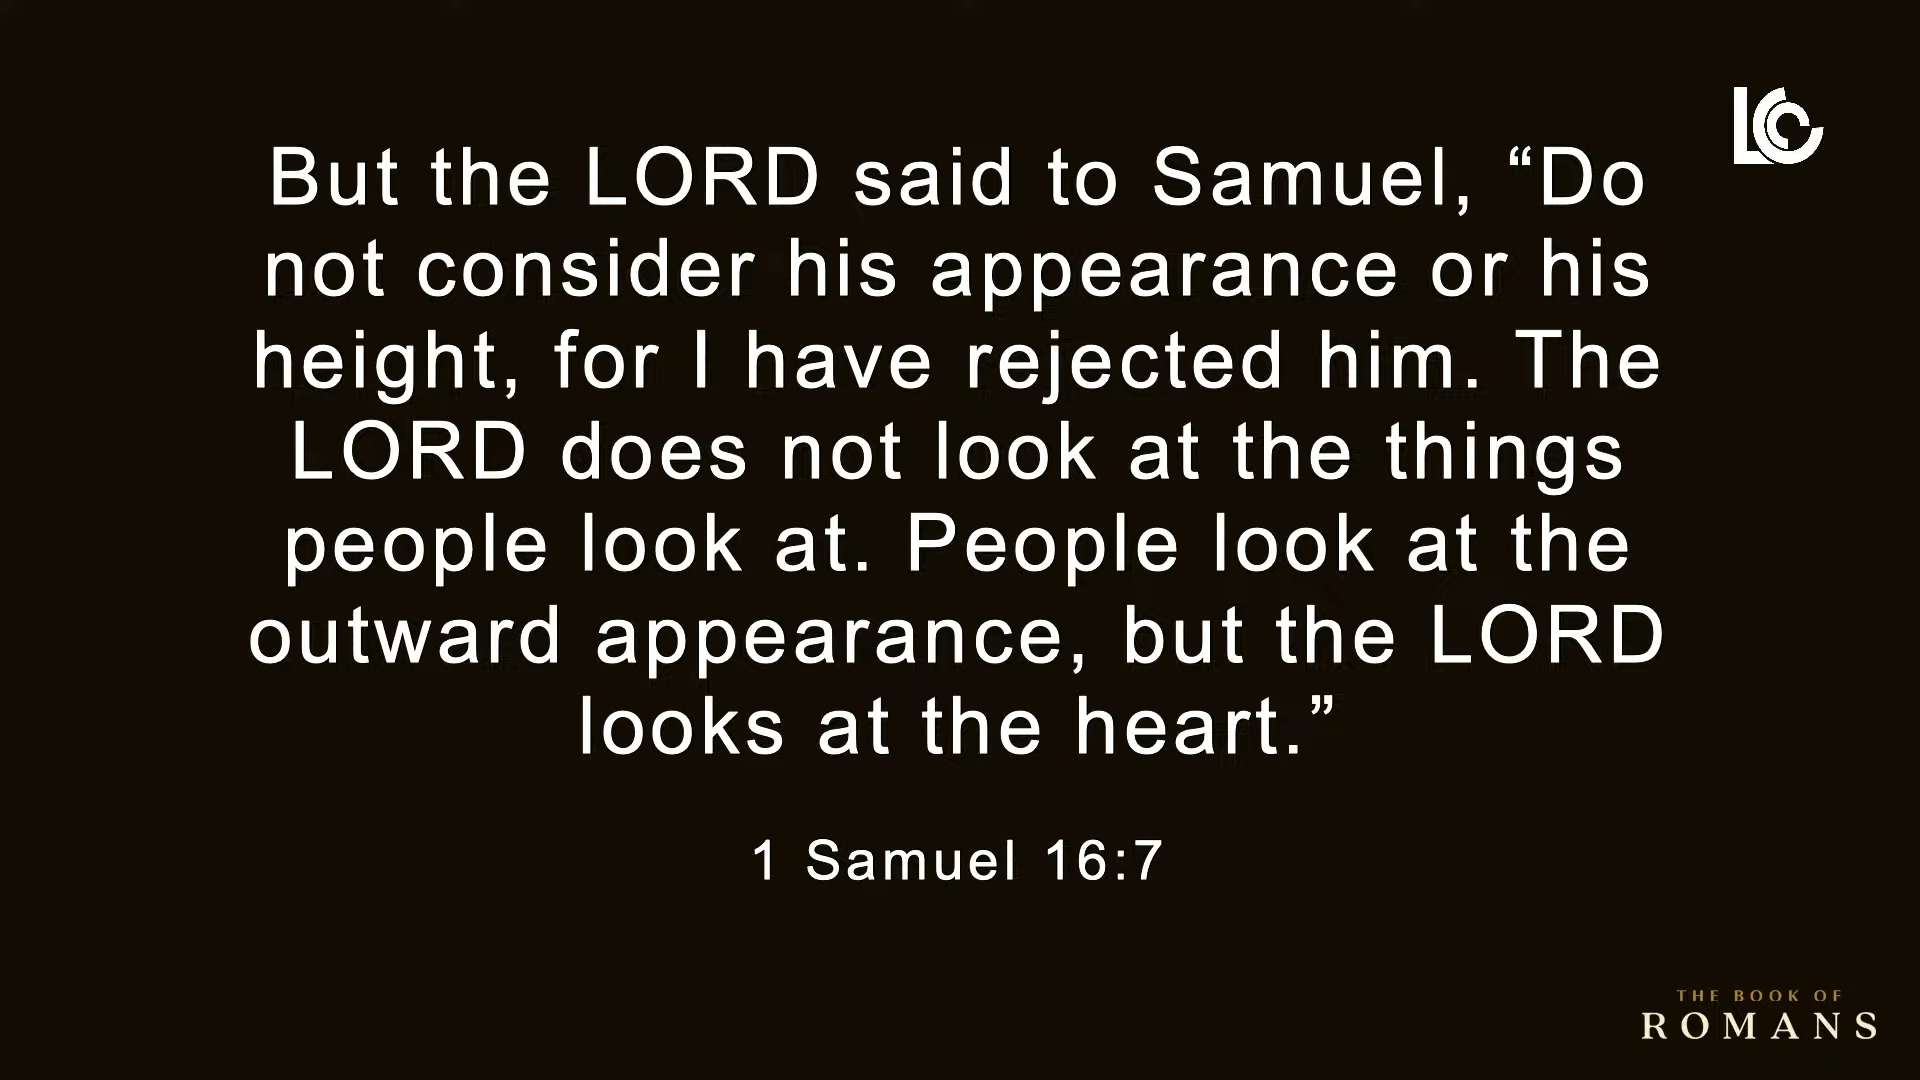 LCC
But the LORD said to Samuel, “Do
not consider his appearance or his
height, for I have rejected him. The
LORD does not look at the things
people look at. People look at the
outward appearance, but the LORD
looks at the heart.”
1 Samuel 16:7
THE BOOK OF
ROMANS